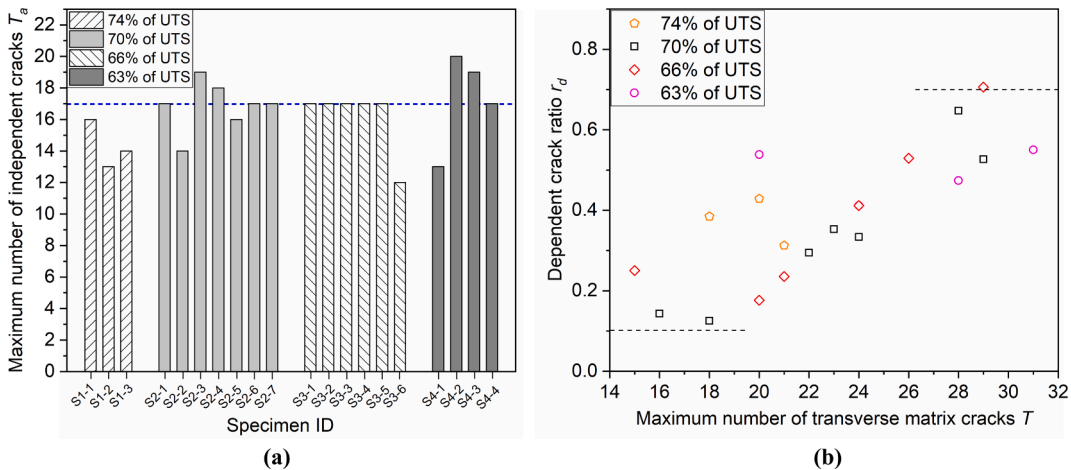 Maximum number of independent cracks Ta
22
20
18
16
14
12
10
8
6
4
2
0
74% of UTS
70% of UTS
66% of UTS
63% of UTS
S1-1
S1-2
S1-3
S2-1
S2-2
S2-3
S2-4
S2-5
S2-6
S2-7
S3-1
S3-2
S3-3
S3-4
S3-5
S3-6
S4-1
S4-2
S4-3
S4-4
Specimen ID
(a)
Dependent crack ratio rd
0.8
0.6
0.4
0.2
0.0
74% of UTS
70% of UTS
66% of UTS
63% of UTS
14 16 18 20 22 24 26 28 30 32
Maximum number of transverse matrix cracks T
(b)